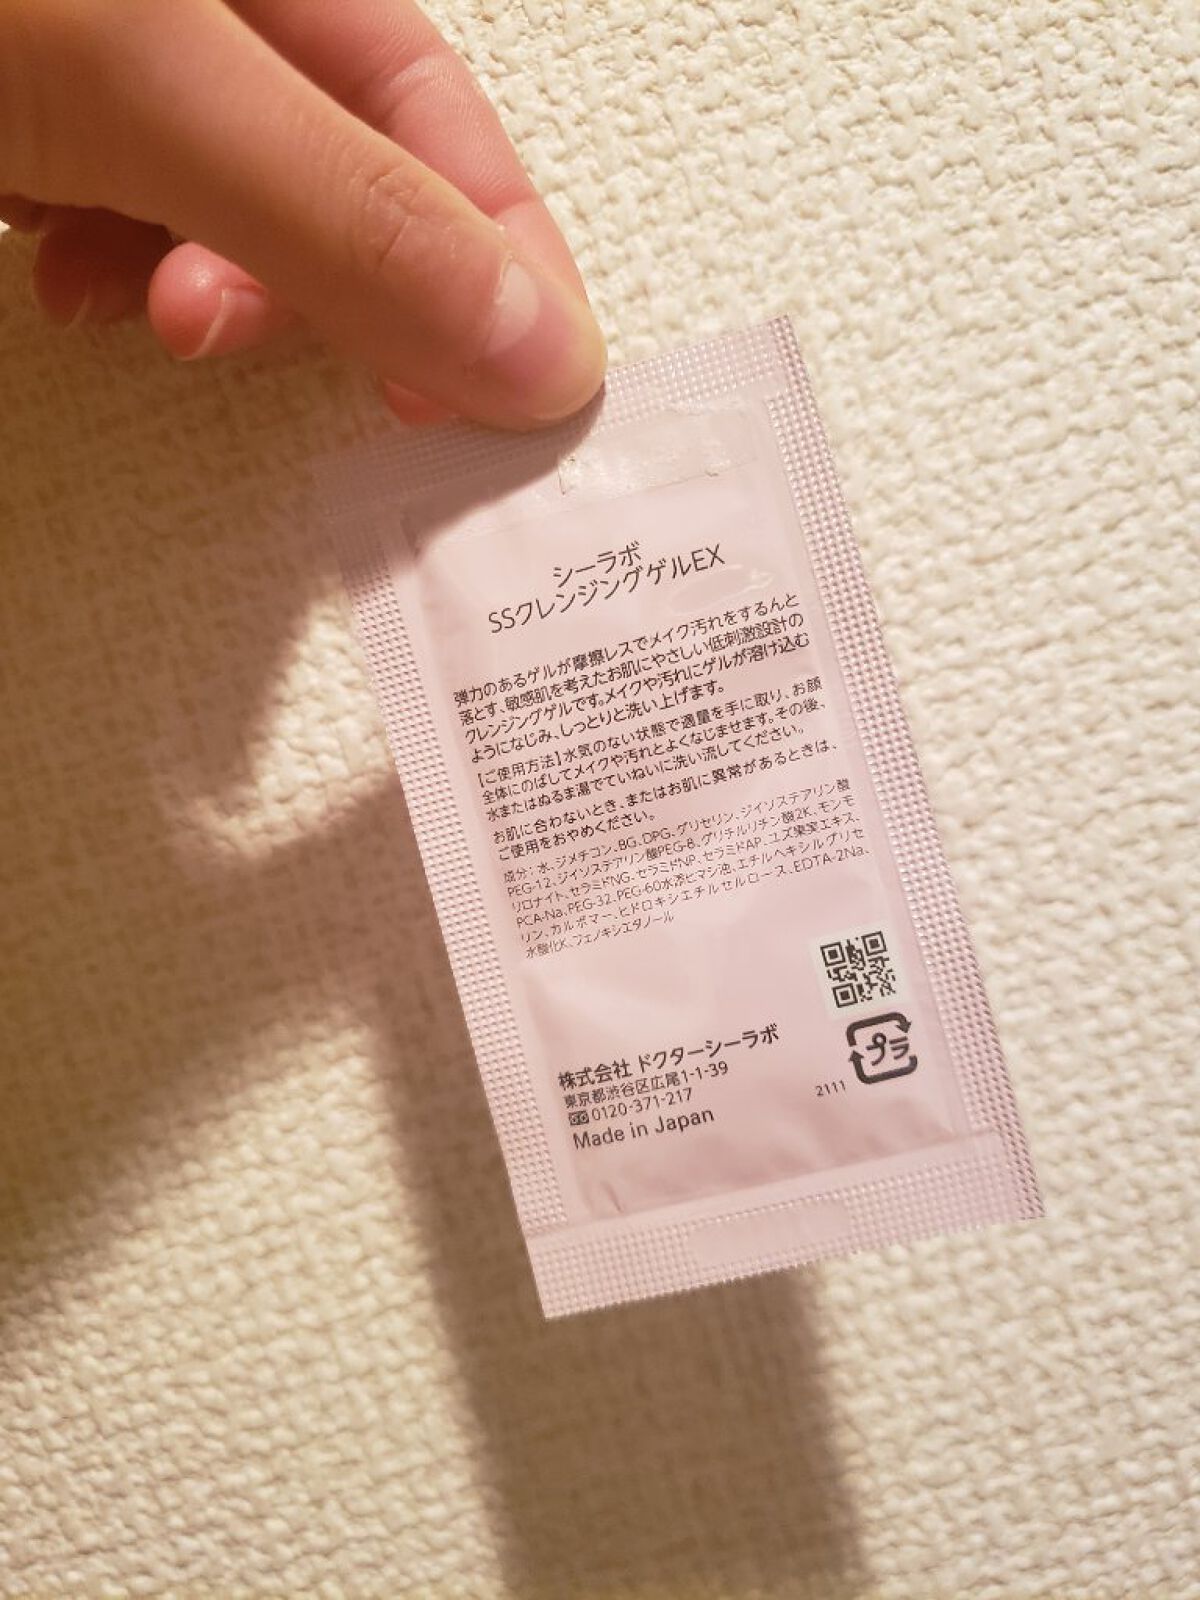 シーラボ
SSクレンジングゲルEX
弾力のあるゲルが摩擦レスでメイク汚れをするんと
落とす、敏感肌を考えたお肌にやさしい低刺激設計の
クレンジングゲルです。メイクや汚れにゲルが溶け込む
ようになじみ、しっとりと洗い上げます。
【ご使用方法】水気のない状態で適量を手に取り、お顔
全体にのばしてメイクや汚れとよくなじませます。その後、
水またはぬるま湯でていねいに洗い流してください。
お肌に合わないとき、またはお肌に異常があるときは、
ご使用をおやめください。
成分：水、ジメチコン、BG、DPG、グリセリン、ジイソステアリン酸
PEG-12、ジイソステアリン酸PEG-8、グリチルリチン酸2K、モンモ
リロナイト、セラミドNG、セラミドNP、セラミドAP、ユズ果実エキス、
PCA-Na、PEG-32、PEG-60水添ヒマシ油、エチルヘキシルグリセ
リン、カルボマー、ヒドロキシエチルセルロース、EDTA-2Na、
水酸化K、フェノキシエタノール
株式会社 ドクターシーラボ
東京都渋谷区広尾1-1-39
0120-371-217
Made in Japan
プラ
2111